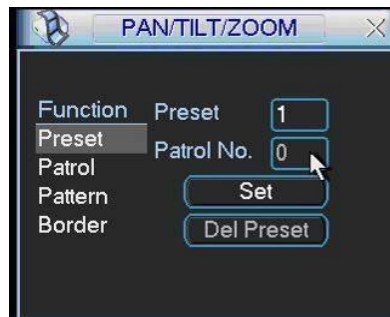 PAN/TILT/ZOOM
Function
Preset
Patrol
Pattern
Border
Preset 1
Patrol No. 0
Set
Del Preset